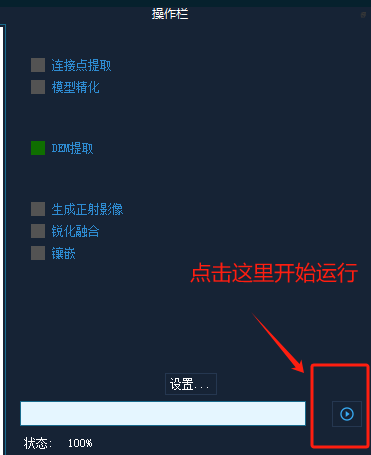 操作栏
连接点提取
模型精化
DEM提取
生成正射影像
锐化融合
镶嵌
点击这里开始运行
设置...
状态: 100%